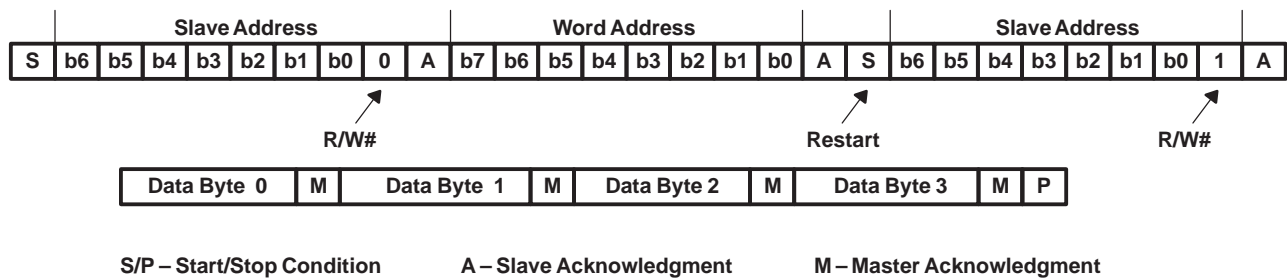 Slave Address Word Address Slave Address
S b6 b5 b4 b3 b2 b1 b0 0 A b7 b6 b5 b4 b3 b2 b1 b0 A S b6 b5 b4 b3 b2 b1 b0 1 A
R/W# Restart R/W#
Data Byte 0 M Data Byte 1 M Data Byte 2 M Data Byte 3 M P
S/P – Start/Stop Condition A – Slave Acknowledgment M – Master Acknowledgment